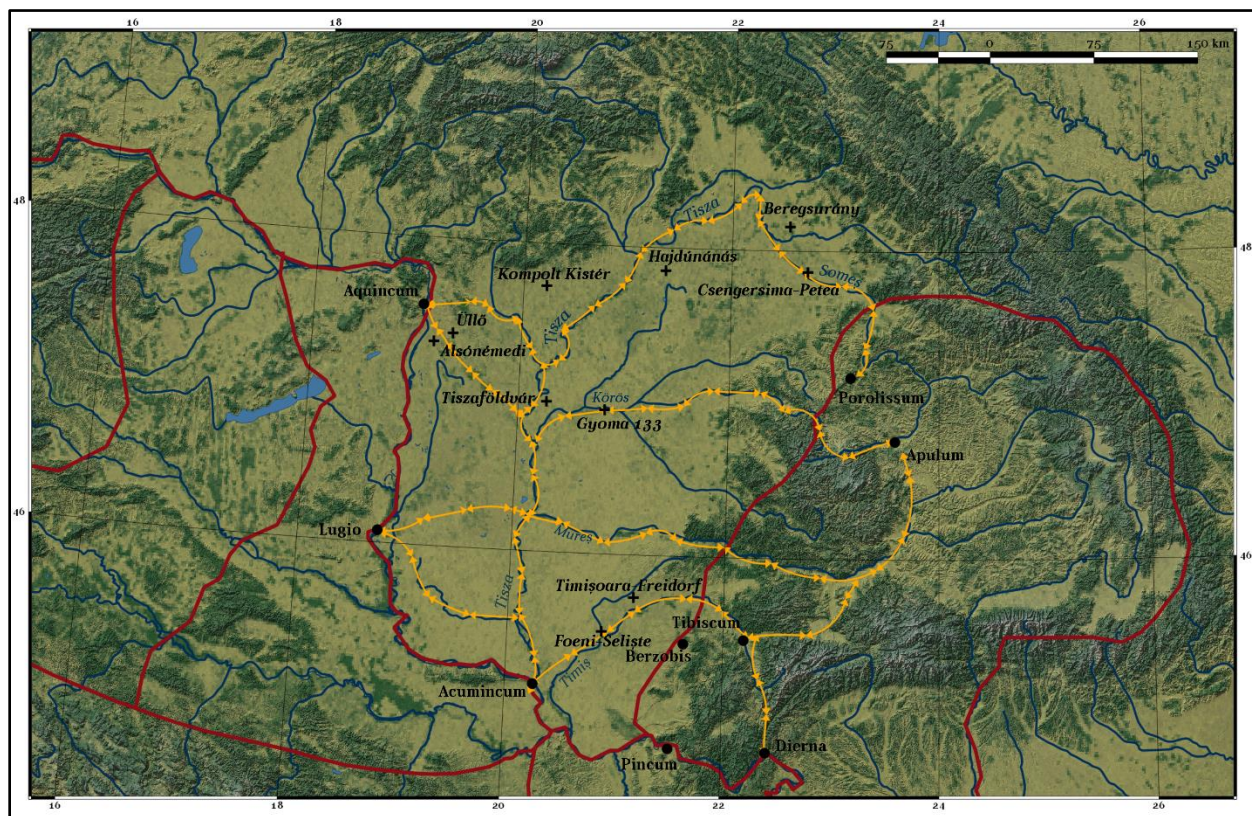 16
18
20
22
24
26
75
0
75
150 km
48
Tisza
Beregsurány
48
Kompolt Kistér
Hajdúnánás
Someș
Csengersima-Petea
Aquincum
Üllő
Tisza
Alsónémedi
Tiszaföldvár
Körös
Porolissum
Gyoma 133
Apulum
46
Lugio
Mureș
46
Tisza
Timișoara-Freidorf
Tibiscum
Foeni-Seliște
Berzobis
Timiș
Acumincum
Pincum
Dierna
16
18
20
22
24
26